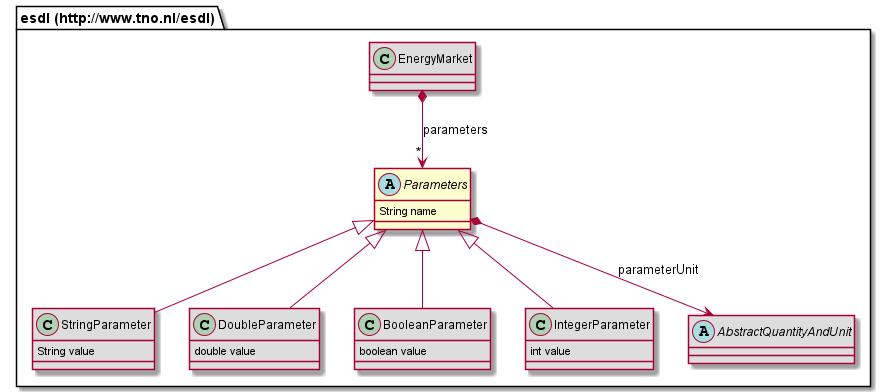 esdl (http://www.tno.nl/esdl)
C EnergyMarket
parameters
*
A Parameters
String name
parameterUnit
C StringParameter
String value
C DoubleParameter
double value
C BooleanParameter
boolean value
C IntegerParameter
int value
A AbstractQuantityAndUnit